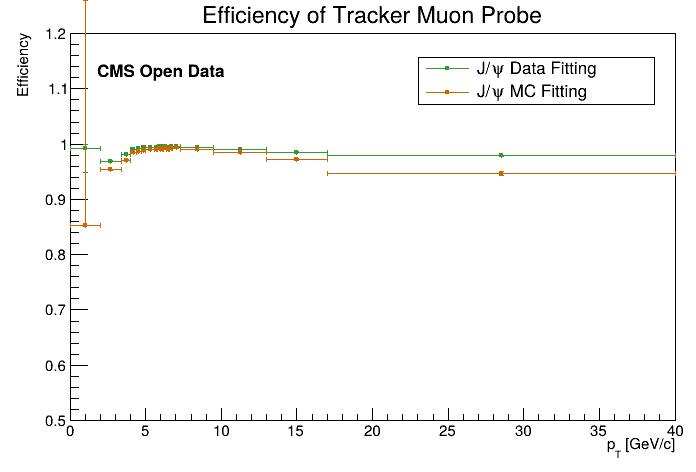 Efficiency of Tracker Muon Probe
Efficiency
CMS Open Data
J/ψ Data Fitting
J/ψ MC Fitting
1.2
1.1
1
0.9
0.8
0.7
0.6
0.5
0 5 10 15 20 25 30 35 40
p_T [GeV/c]